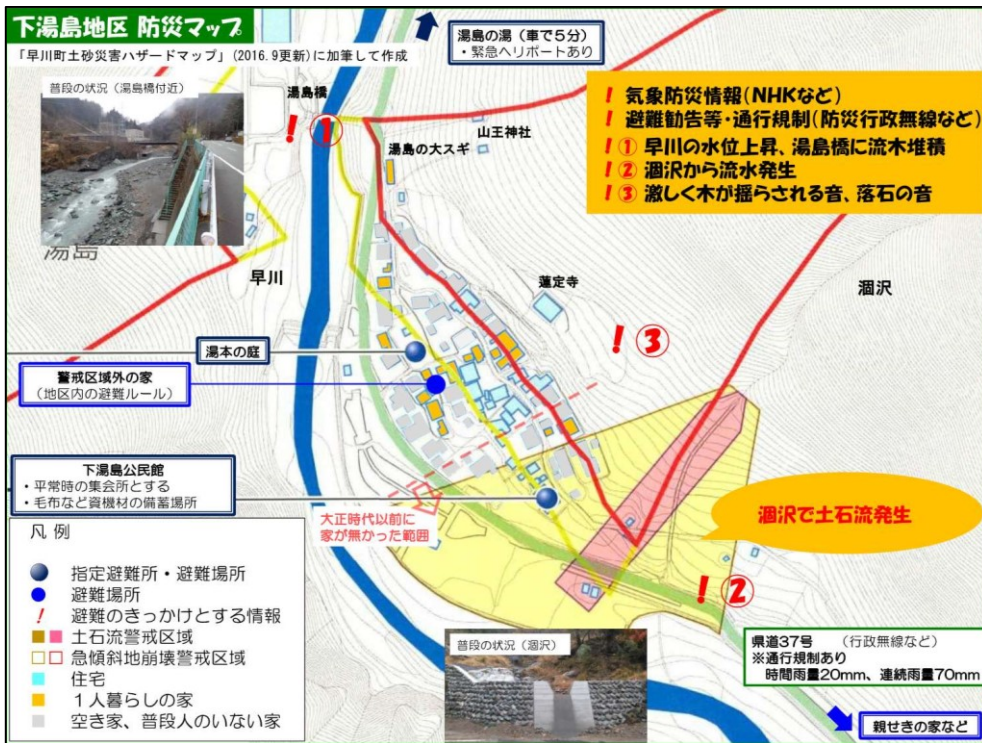 下湯島地区 防災マップ
「早川町土砂災害ハザードマップ」(2016.9更新)に加筆して作成
湯島の湯（車で５分）
・緊急ヘリポートあり
普段の状況（湯島橋付近）
湯島橋
! ①
山王神社
湯島の大スギ
! 気象防災情報(NHKなど)
! 避難勧告等・通行規制(防災行政無線など)
! ① 早川の水位上昇、湯島橋に流木堆積
! ② 涸沢から流水発生
! ③ 激しく木が揺らされる音、落石の音
湯島
早川
蓮定寺
涸沢
! ③
湯本の庭
警戒区域外の家
（地区内の避難ルール）
下湯島公民館
・平常時の集会所とする
・毛布など資機材の備蓄場所
大正時代以前に
家が無かった範囲
涸沢で土石流発生
! ②
凡 例
指定避難所・避難場所
避難場所
! 避難のきっかけとする情報
土石流警戒区域
急傾斜地崩壊警戒区域
住宅
１人暮らしの家
空き家、普段人のいない家
普段の状況（涸沢）
県道37号 （行政無線など）
※通行規制あり
時間雨量20mm、連続雨量70mm
親せきの家など